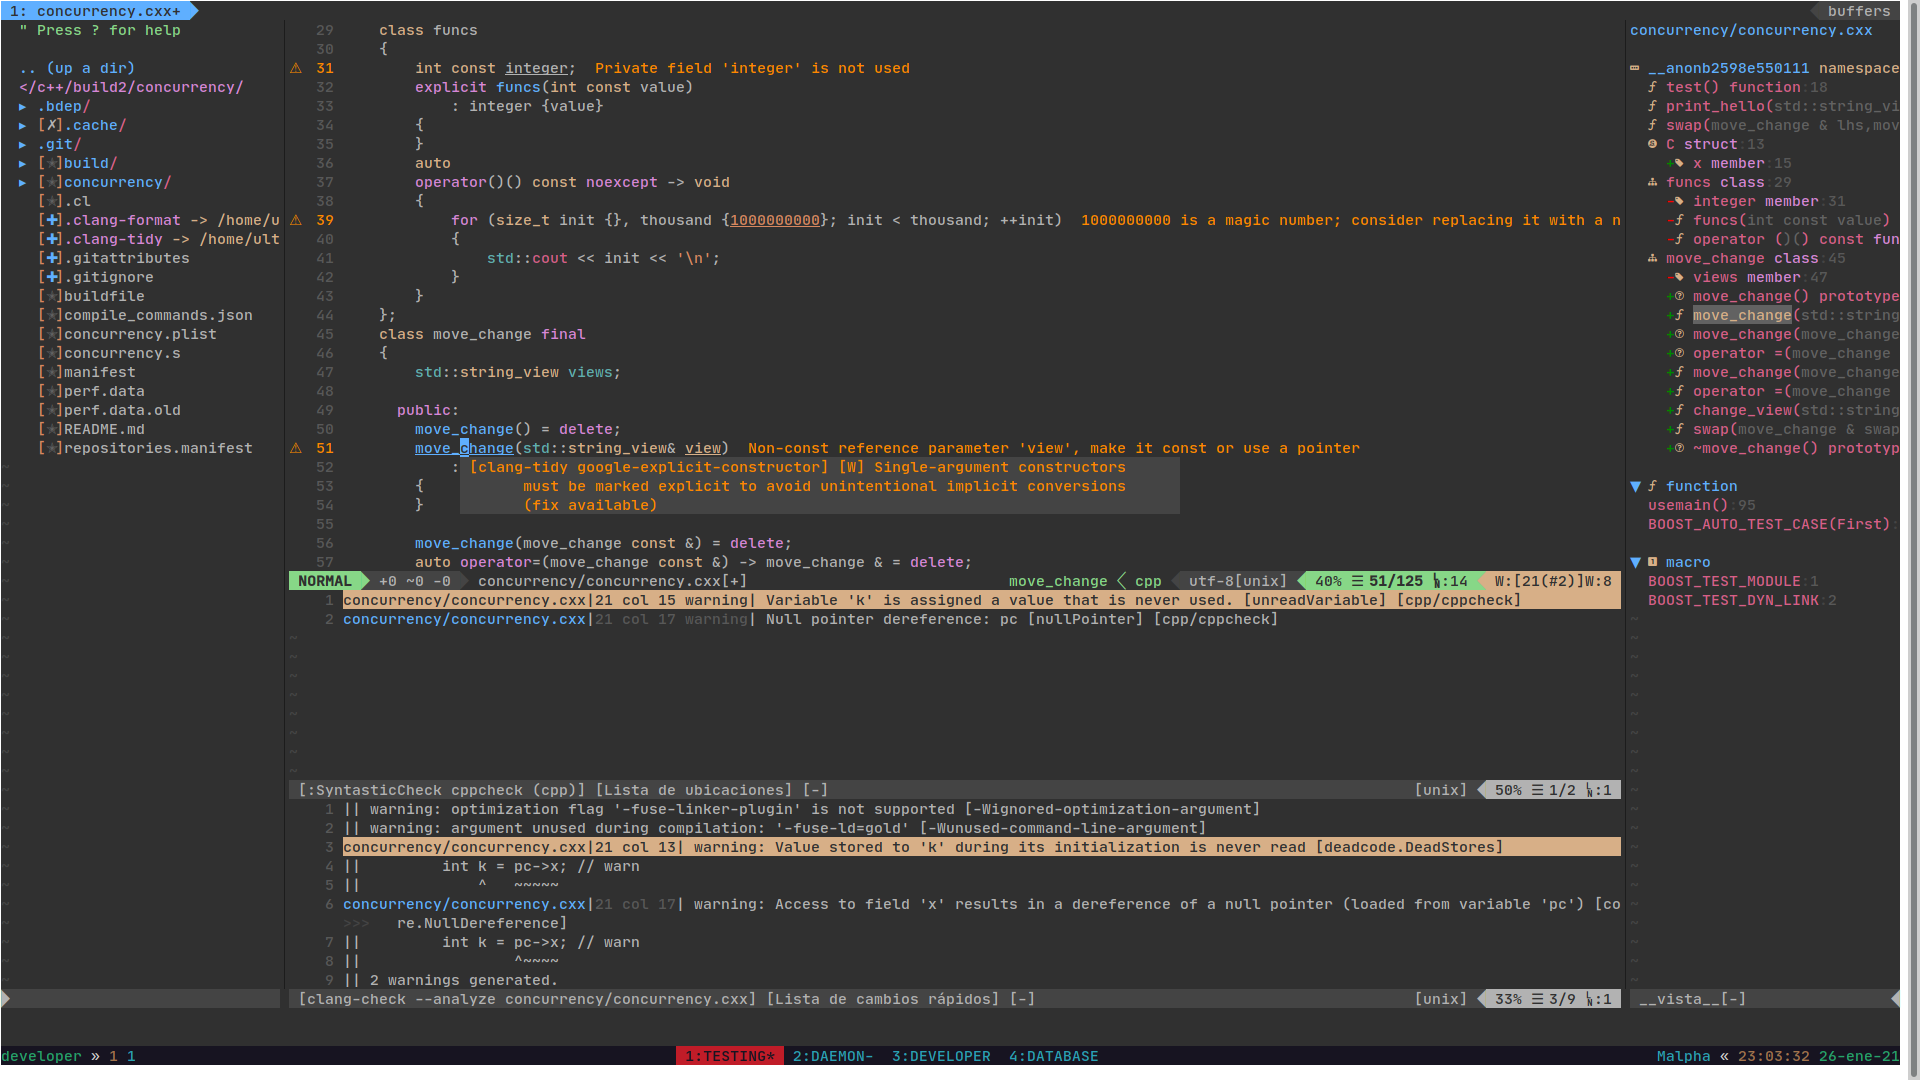 1: concurrency.cxx+
buffers
" Press ? for help
.. (up a dir)
</c++/build2/concurrency/
▸ .bdep/
▸ [✗].cache/
▸ .git/
▸ [★]build/
▸ [★]concurrency/
[★].cl
[✚].clang-format -> /home/u
[✚].clang-tidy -> /home/ult
[✚].gitattributes
[✚].gitignore
[★]buildfile
[★]compile_commands.json
[★]concurrency.plist
[★]concurrency.s
[★]manifest
[★]perf.data
[★]perf.data.old
[★]README.md
[★]repositories.manifest
29 class funcs
30 {
⚠ 31 int const integer; Private field 'integer' is not used
32 explicit funcs(int const value)
33 : integer {value}
34 {
35 }
36 auto
37 operator()() const noexcept -> void
38 {
⚠ 39 for (size_t init {}, thousand {1000000000}; init < thousand; ++init) 1000000000 is a magic number; consider replacing it with a n
40 {
41 std::cout << init << '\n';
42 }
43 }
44 };
45 class move_change final
46 {
47 std::string_view views;
48
49 public:
50 move_change() = delete;
⚠ 51 move_change(std::string_view& view) Non-const reference parameter 'view', make it const or use a pointer
52 : [clang-tidy google-explicit-constructor] [W] Single-argument constructors
53 { must be marked explicit to avoid unintentional implicit conversions
54 } (fix available)
55
56 move_change(move_change const &) = delete;
57 auto operator=(move_change const &) -> move_change & = delete;
NORMAL +0 ~0 -0 concurrency/concurrency.cxx[+] move_change cpp utf-8[unix] 40% ☰ 51/125 :14 W:[21(#2)]W:8
1 concurrency/concurrency.cxx|21 col 15 warning| Variable 'k' is assigned a value that is never used. [unreadVariable] [cpp/cppcheck]
2 concurrency/concurrency.cxx|21 col 17 warning| Null pointer dereference: pc [nullPointer] [cpp/cppcheck]
[:SyntasticCheck cppcheck (cpp)] [Lista de ubicaciones] [-] [unix] 50% ☰ 1/2 :1
1 || warning: optimization flag '-fuse-linker-plugin' is not supported [-Wignored-optimization-argument]
2 || warning: argument unused during compilation: '-fuse-ld=gold' [-Wunused-command-line-argument]
3 concurrency/concurrency.cxx|21 col 13| warning: Value stored to 'k' during its initialization is never read [deadcode.DeadStores]
4 || int k = pc->x; // warn
5 || ^ ~~~~~
6 concurrency/concurrency.cxx|21 col 17| warning: Access to field 'x' results in a dereference of a null pointer (loaded from variable 'pc') [co
>>> re.NullDereference]
7 || int k = pc->x; // warn
8 || ^~~~~
9 || 2 warnings generated.
[clang-check --analyze concurrency/concurrency.cxx] [Lista de cambios rápidos] [-] [unix] 33% ☰ 3/9 :1
concurrency/concurrency.cxx
__anonb2598e550111 namespace
ƒ test() function:18
ƒ print_hello(std::string_vi
ƒ swap(move_change & lhs,mov
C struct:13
+ x member:15
funcs class:29
- integer member:31
-ƒ funcs(int const value)
-ƒ operator ()() const fun
move_change class:45
- views member:47
+ move_change() prototype
+ƒ move_change(std::string
+ move_change(move_change
+ operator =(move_change
+ƒ move_change(move_change
+ƒ operator =(move_change
+ƒ change_view(std::string
+ƒ swap(move_change & swap
+ ~move_change() prototyp
▼ ƒ function
usemain():95
BOOST_AUTO_TEST_CASE(First):
▼ macro
BOOST_TEST_MODULE:1
BOOST_TEST_DYN_LINK:2
__vista__[-]
developer » 1 1
1:TESTING* 2:DAEMON- 3:DEVELOPER 4:DATABASE
Malpha « 23:03:32 26-ene-21